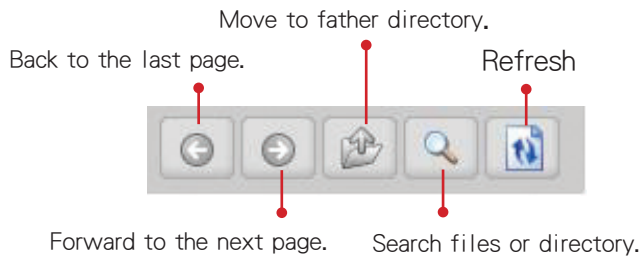 Move to father directory.
Back to the last page.
Refresh
Forward to the next page.
Search files or directory.